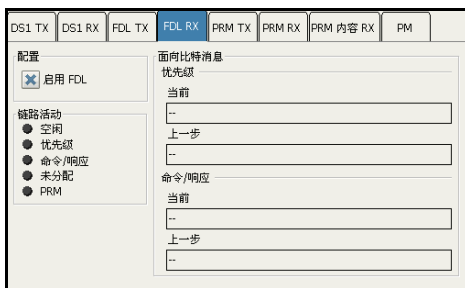 DS1 TX DS1 RX FDL TX FDL RX PRM TX PRM RX PRM 内容 RX PM
配置
启用 FDL
链路活动
空闲
优先级
命令/响应
未分配
PRM
面向比特消息
优先级
当前
--
上一步
--
命令/响应
当前
--
上一步
--